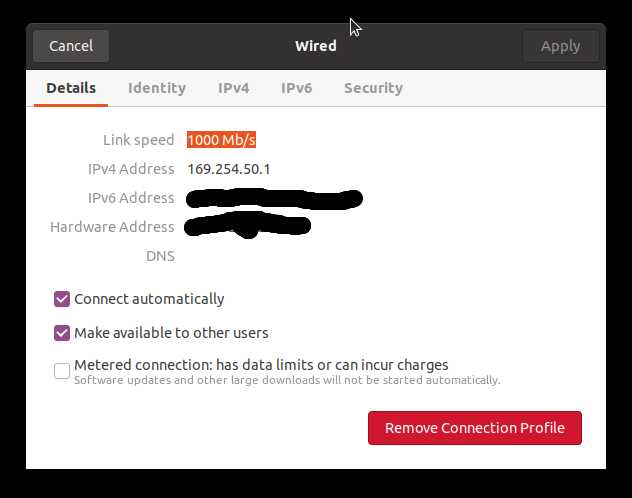 Cancel Wired Apply
Details Identity IPv4 IPv6 Security
Link speed 1000 Mb/s
IPv4 Address 169.254.50.1
IPv6 Address
Hardware Address
DNS
Connect automatically
Make available to other users
Metered connection: has data limits or can incur charges
Software updates and other large downloads will not be started automatically.
Remove Connection Profile